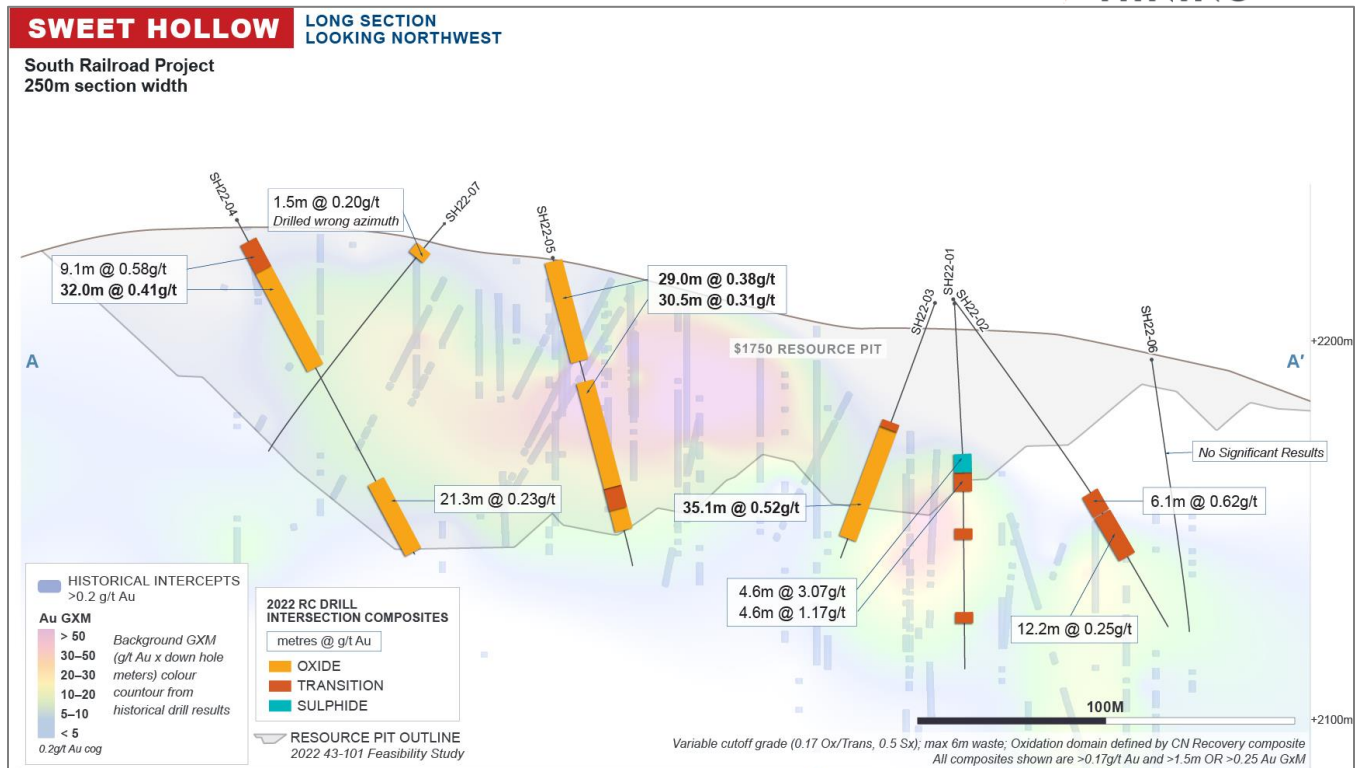 SWEET HOLLOW
LONG SECTION
LOOKING NORTHWEST
South Railroad Project
250m section width
SH22-04
1.5m @ 0.20g/t
Drilled wrong azimuth
SH22-07
SH22-05
9.1m @ 0.58g/t
32.0m @ 0.41g/t
29.0m @ 0.38g/t
30.5m @ 0.31g/t
SH22-03
SH22-01
SH22-02
SH22-06
$1750 RESOURCE PIT
+2200m
A
A'
No Significant Results
21.3m @ 0.23g/t
35.1m @ 0.52g/t
6.1m @ 0.62g/t
4.6m @ 3.07g/t
4.6m @ 1.17g/t
12.2m @ 0.25g/t
HISTORICAL INTERCEPTS
>0.2 g/t Au
Au GXM
> 50
30–50
20–30
10–20
5–10
< 5
0.2g/t Au cog
Background GXM
(g/t Au x down hole
meters) colour
countour from
historical drill results
2022 RC DRILL
INTERSECTION COMPOSITES
metres @ g/t Au
OXIDE
TRANSITION
SULPHIDE
RESOURCE PIT OUTLINE
2022 43-101 Feasibility Study
100M
+2100m
Variable cutoff grade (0.17 Ox/Trans, 0.5 Sx); max 6m waste; Oxidation domain defined by CN Recovery composite
All composites shown are >0.17g/t Au and >1.5m OR >0.25 Au GxM